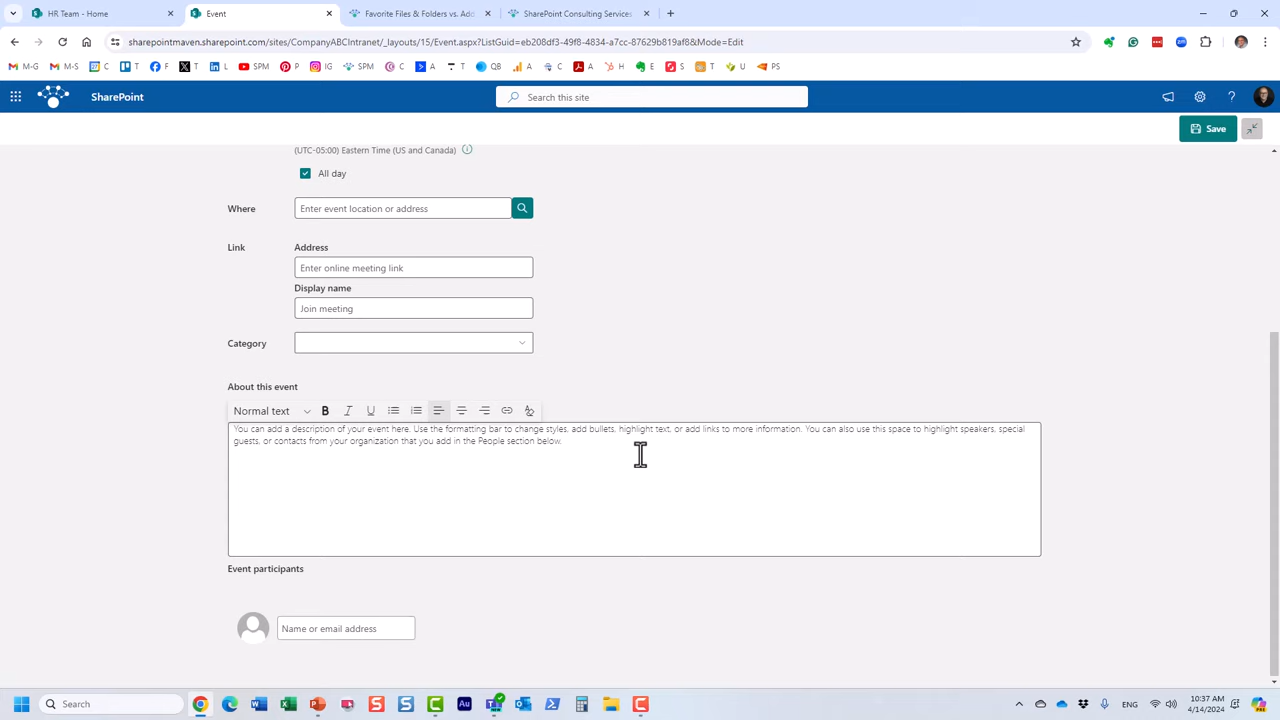 HR Team - Home
Event
Favorite Files & Folders vs. Ad
SharePoint Consulting Services
sharepointmaven.sharepoint.com/sites/CompanyABCIntranet/_layouts/15/Event.aspx?ListGuid=eb208df3-49f8-4834-a7cc-87629b819af8&Mode=Edit
M-G
M-S
C
T
F
T
L
SPM
P
IG
SPM
C
A
T
QB
A
C
A
H
E
S
T
U
PS
SharePoint
Search this site
Save
(UTC-05:00) Eastern Time (US and Canada)
All day
Where
Enter event location or address
Link
Address
Enter online meeting link
Display name
Join meeting
Category
About this event
Normal text
You can add a description of your event here. Use the formatting bar to change styles, add bullets, highlight text, or add links to more information. You can also use this space to highlight speakers, special
guests, or contacts from your organization that you add in the People section below.
Event participants
Name or email address
Search
ENG
10:37 AM
4/14/2024